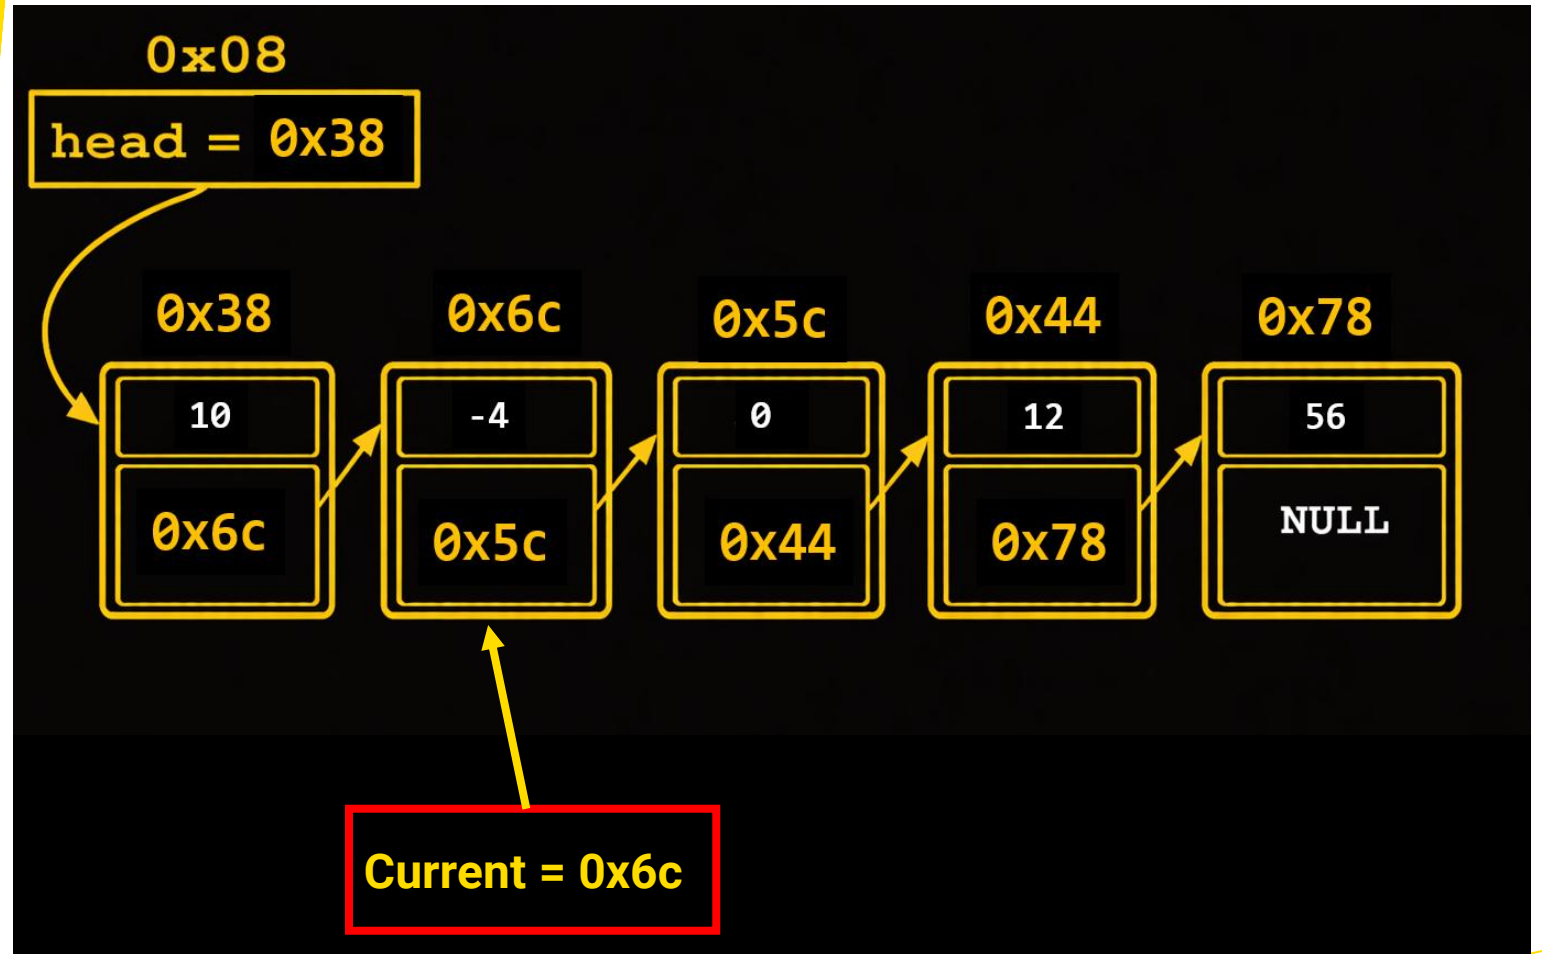 0x08
head = 0x38
0x38 0x6c 0x5c 0x44 0x78
10 -4 0 12 56
0x6c 0x5c 0x44 0x78 NULL
Current = 0x6c